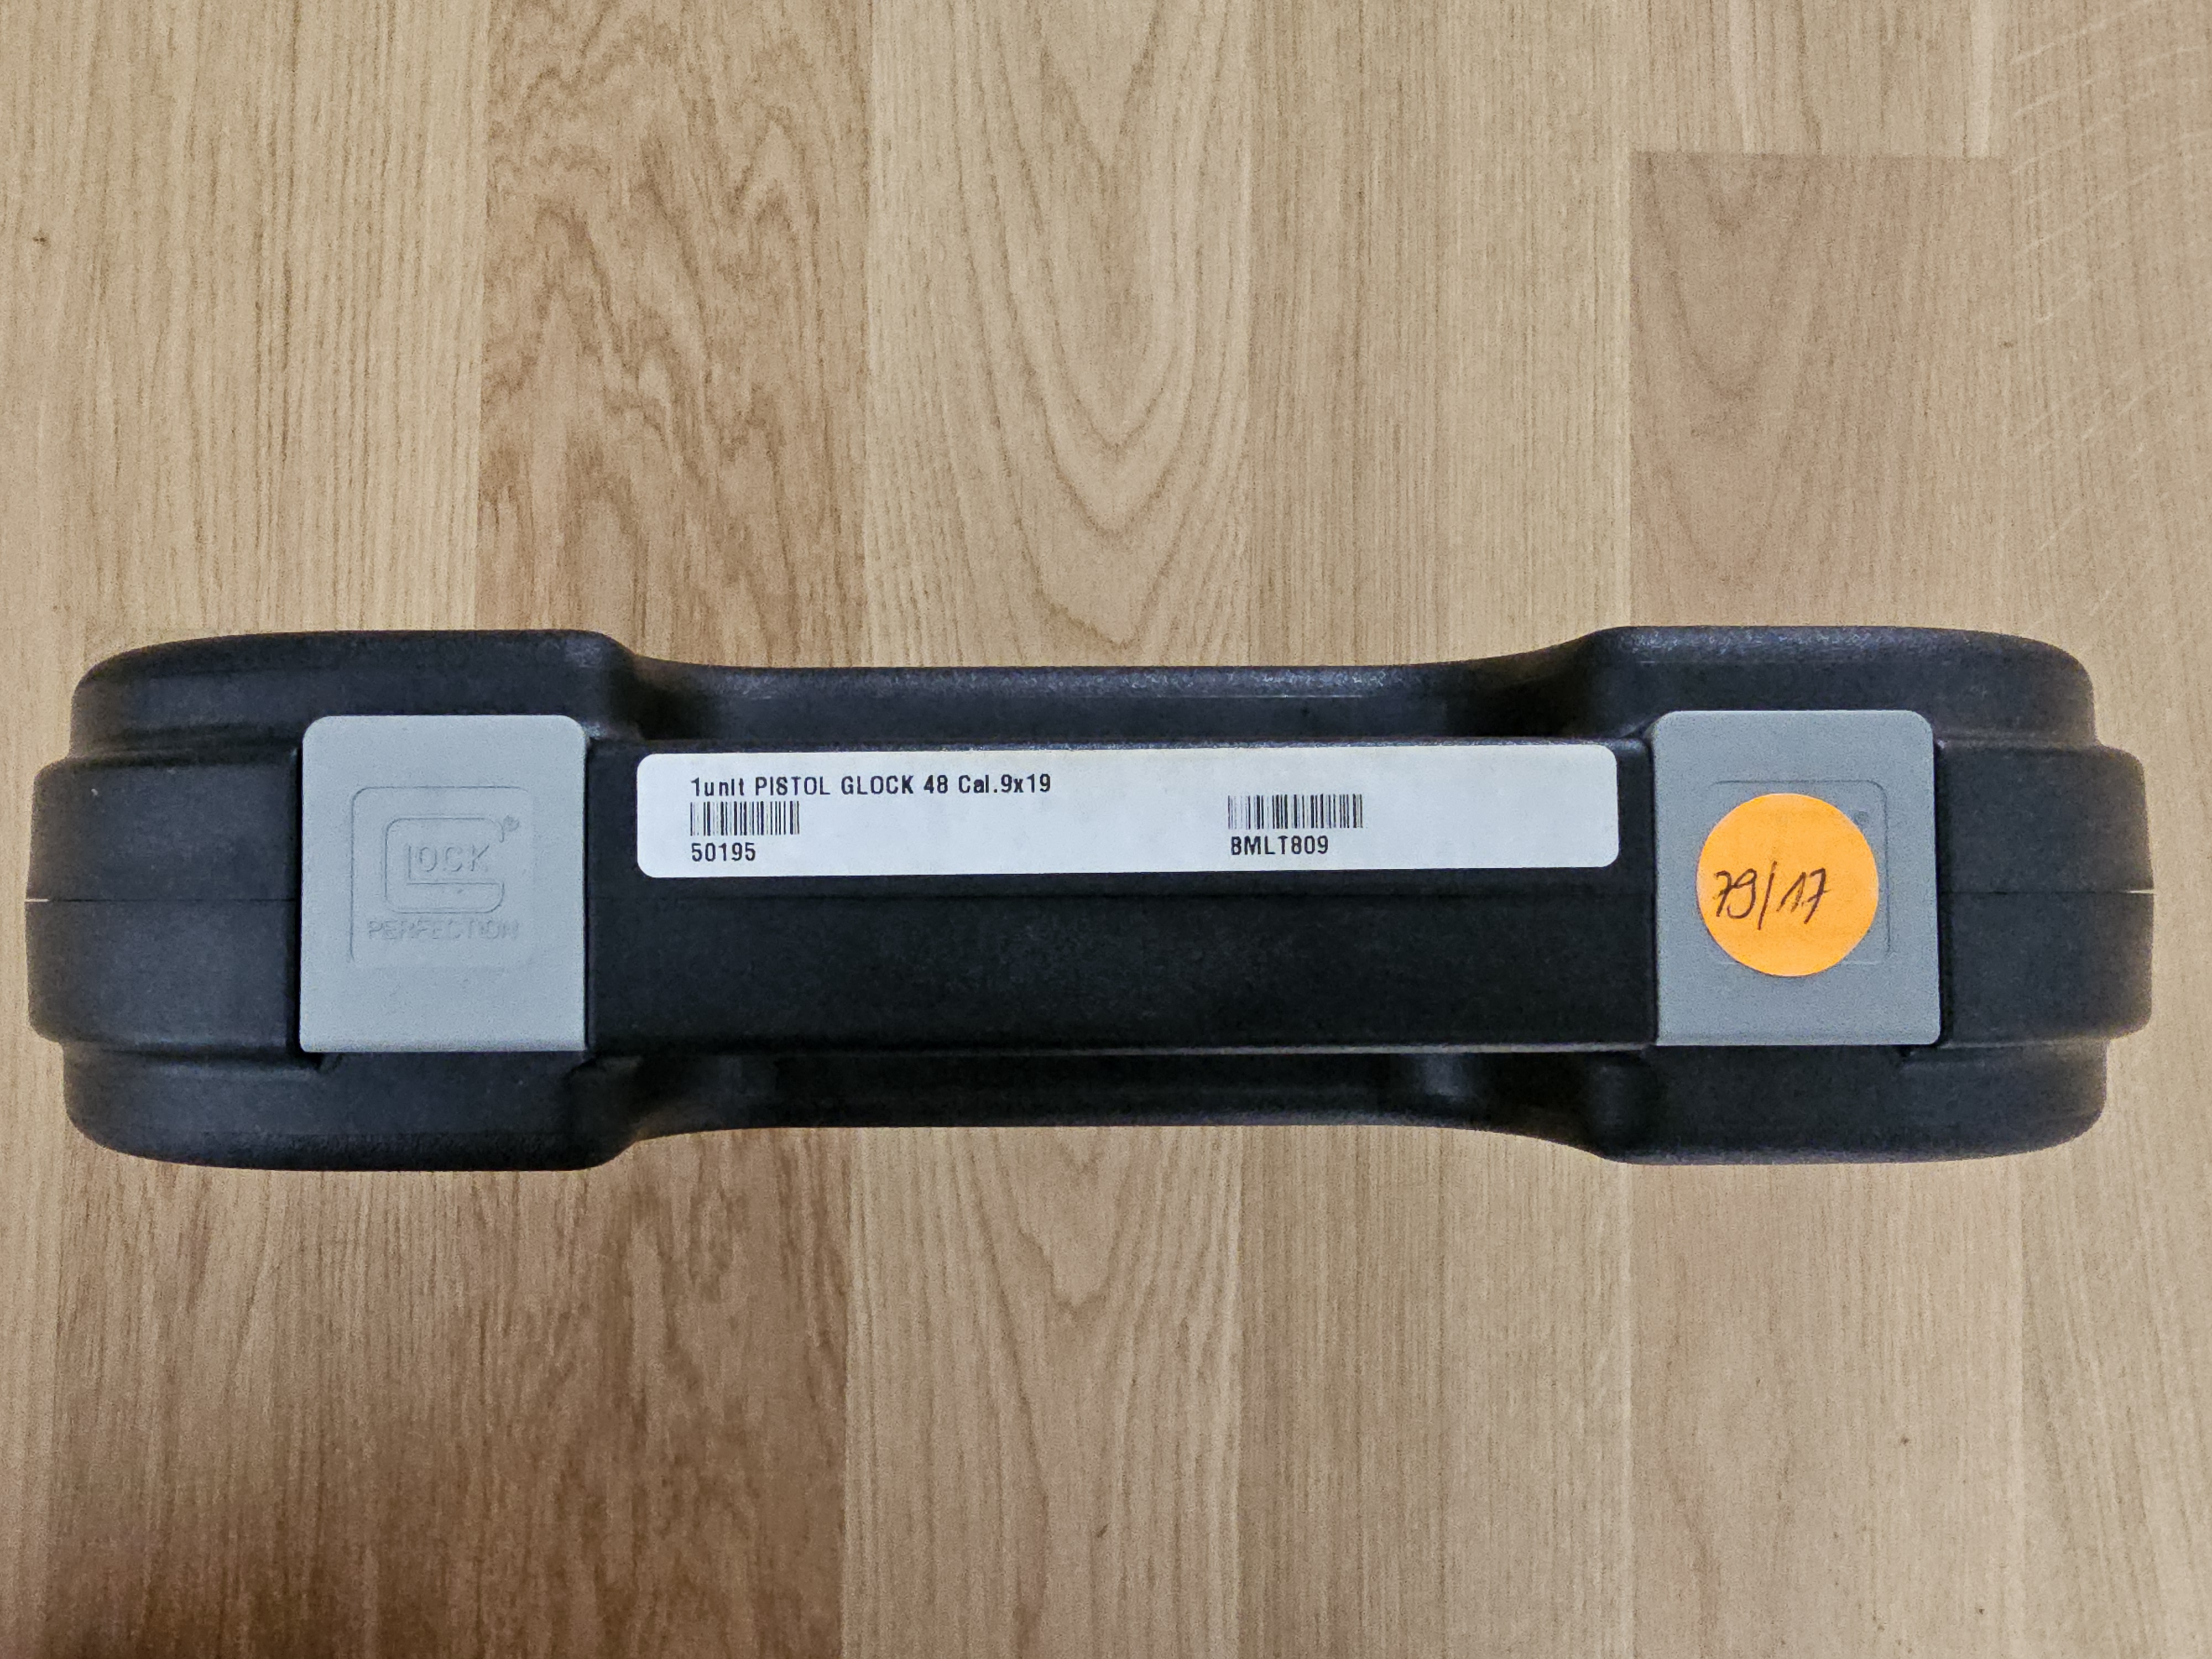 1unit PISTOL GLOCK 48 Cal.9x19
50195
BMLT809
GLOCK
PERFECTION
79/17